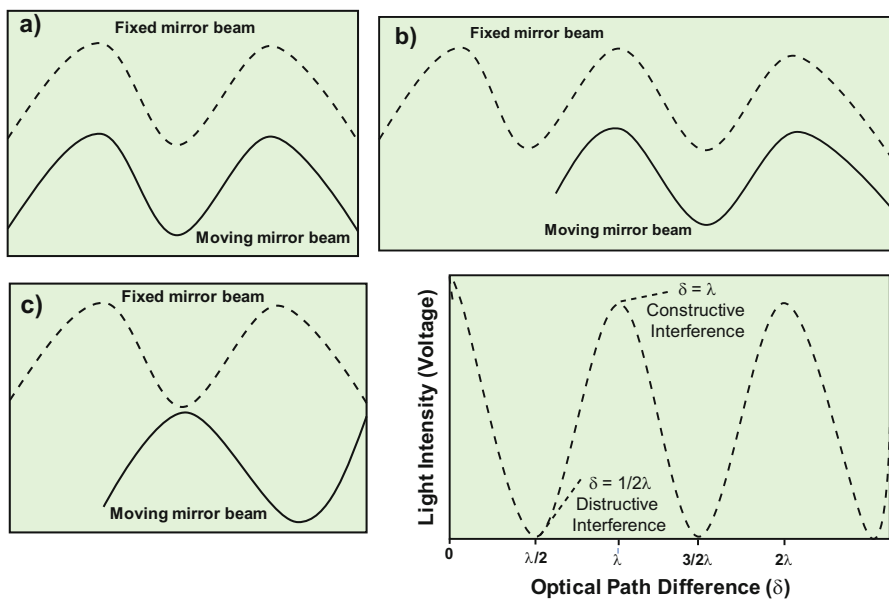 a)
Fixed mirror beam
Moving mirror beam
b)
Fixed mirror beam
Moving mirror beam
c)
Fixed mirror beam
Moving mirror beam
Light Intensity (Voltage)
δ = λ
Constructive
Interference
δ = 1/2λ
Distructive
Interference
0
λ/2
λ
3/2λ
2λ
Optical Path Difference (δ)